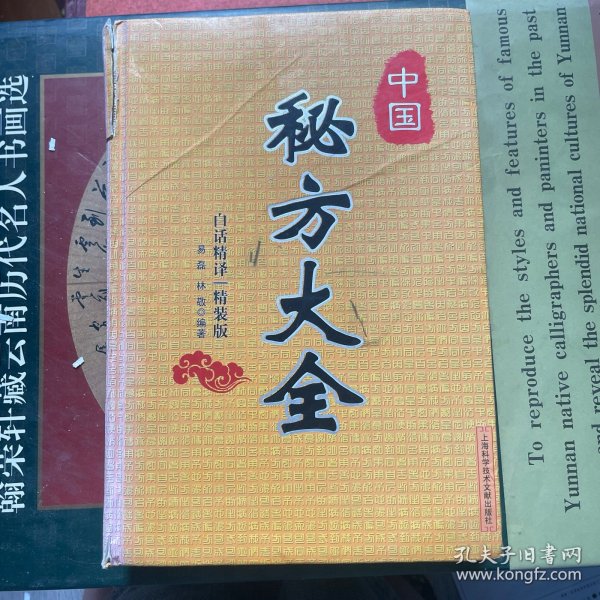 中国
秘方大全
白话精译|精装版
易磊 林敬◎编著
上海科学技术文献出版社
翰荣轩藏云南历代名人书画选
To reproduce the styles and features of famous
Yunnan native calligraphers and paninters in the past
and reveal the splendid national cultures of Yunnan
孔夫子旧书网
www.kongfz.com